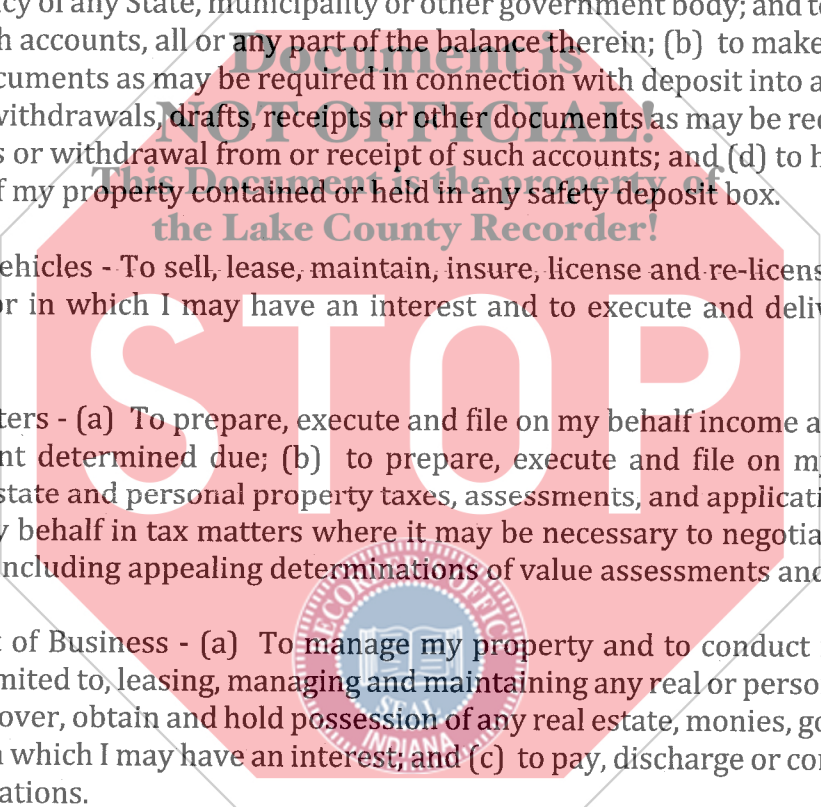 cy of any State, municipality or other government body; and to
h accounts, all or any part of the balance therein; (b) to make
Document is
cuments as may be required in connection with deposit into a
withdrawals, drafts, receipts or other documents as may be rec
NOT OFFICIAL!
s or withdrawal from or receipt of such accounts; and (d) to h
This Document is the property of
f my property contained or held in any safety deposit box.
the Lake County Recorder!
ehicles - To sell, lease, maintain, insure, license and re-licens
or in which I may have an interest and to execute and deliv
STOP
ters - (a) To prepare, execute and file on my behalf income a
nt determined due; (b) to prepare, execute and file on my
state and personal property taxes, assessments, and applicati
y behalf in tax matters where it may be necessary to negotia
including appealing determinations of value assessments and
RECORDER'S OFFICE
t of Business - (a) To manage my property and to conduct
mited to, leasing, managing and maintaining any real or perso
SEAL
over, obtain and hold possession of any real estate, monies, go
INDIANA
n which I may have an interest; and (c) to pay, discharge or co
ations.